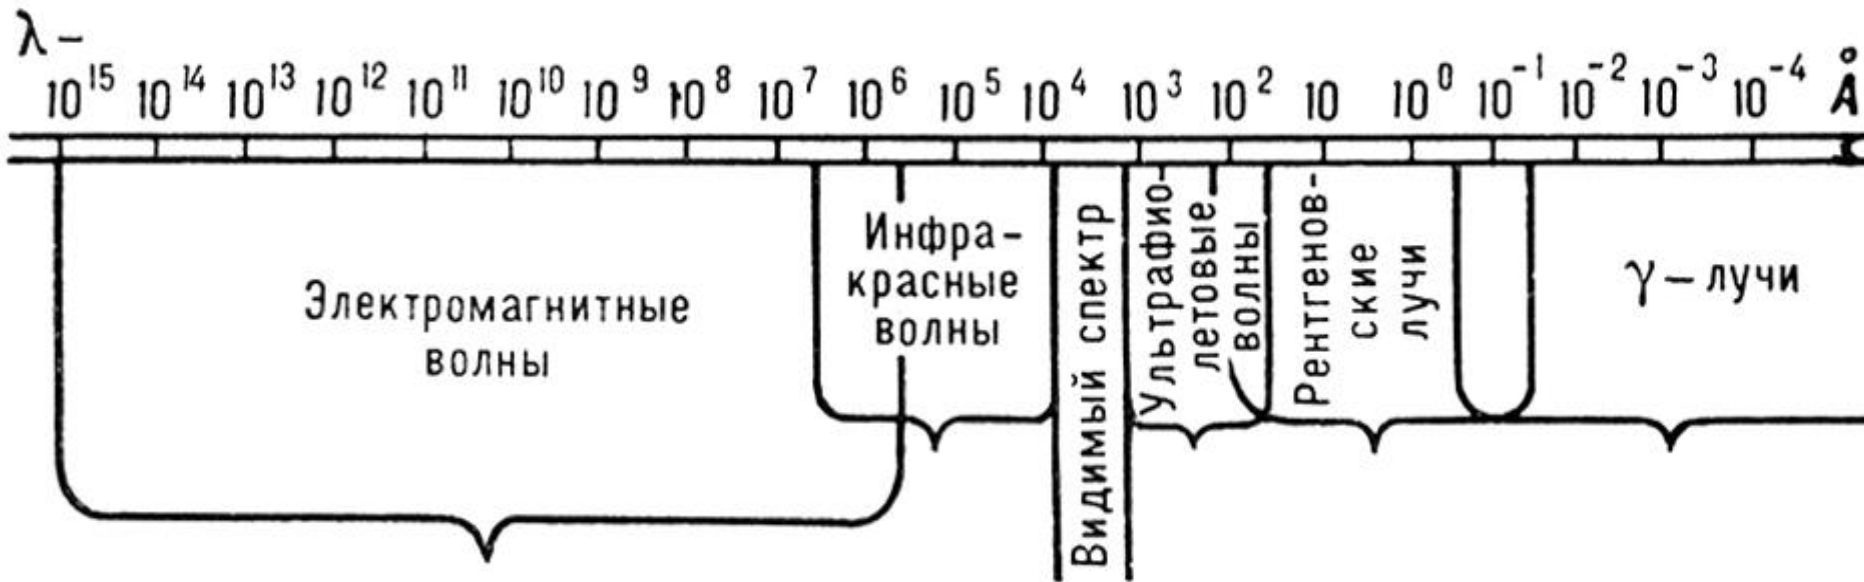 λ –
10¹⁵ 10¹⁴ 10¹³ 10¹² 10¹¹ 10¹⁰ 10⁹ 10⁸ 10⁷ 10⁶ 10⁵ 10⁴ 10³ 10² 10 10⁰ 10⁻¹ 10⁻² 10⁻³ 10⁻⁴ Å
Электромагнитные
волны
Инфра-
красные
волны
Видимый спектр
Ультрафио-
летовые
волны
Рентгенов-
ские
лучи
γ – лучи